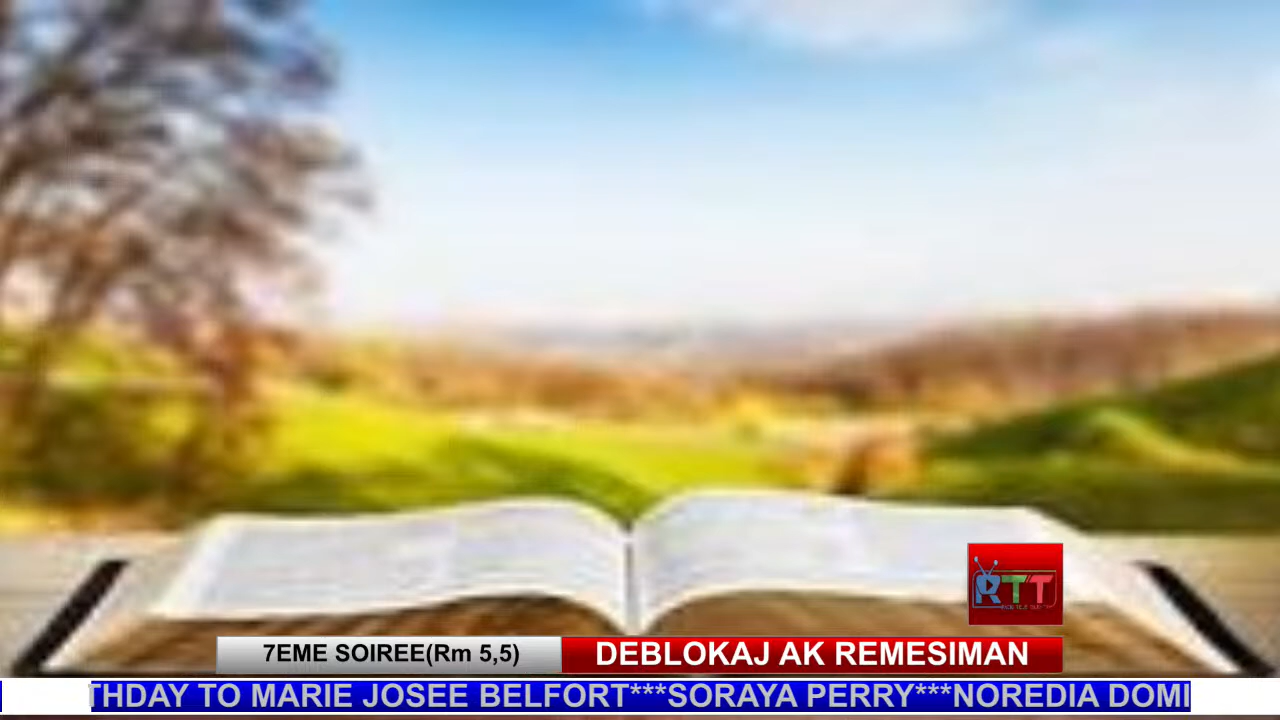 RTT
7EME SOIREE(Rm 5,5)
DEBLOKAJ AK REMESIMAN
THDAY TO MARIE JOSEE BELFORT***SORAYA PERRY***NOREDIA DOMI